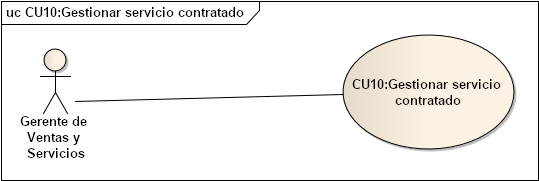 uc CU10:Gestionar servicio contratado
CU10:Gestionar servicio
contratado
Gerente de
Ventas y
Servicios